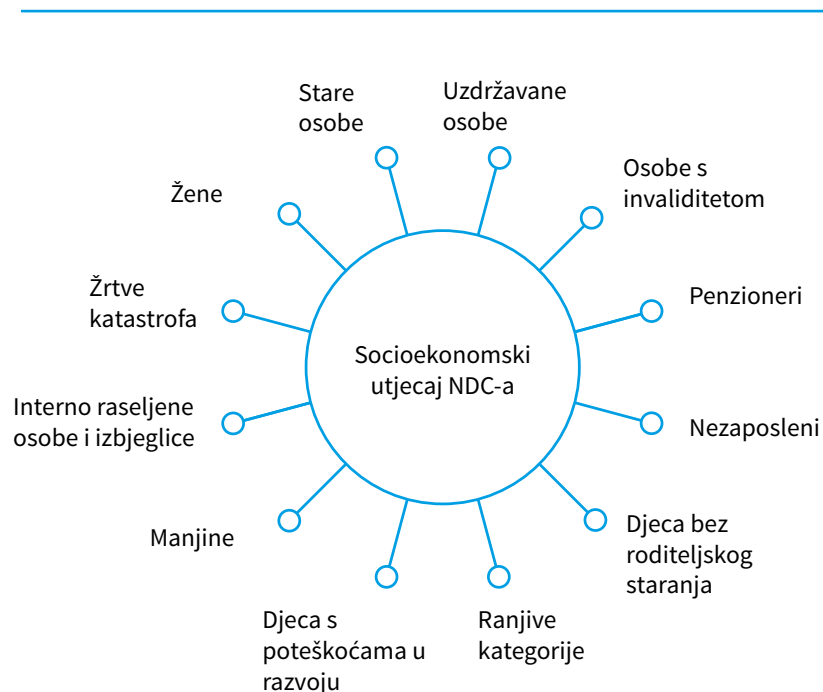 Stare
osobe
Uzdržavane
osobe
Osobe s
invaliditetom
Žene
Penzioneri
Žrtve
katastrofa
Socioekonomski
utjecaj NDC-a
Interno raseljene
osobe i izbjeglice
Nezaposleni
Manjine
Djeca bez
roditeljskog
staranja
Djeca s
poteškoćama u
razvoju
Ranjive
kategorije